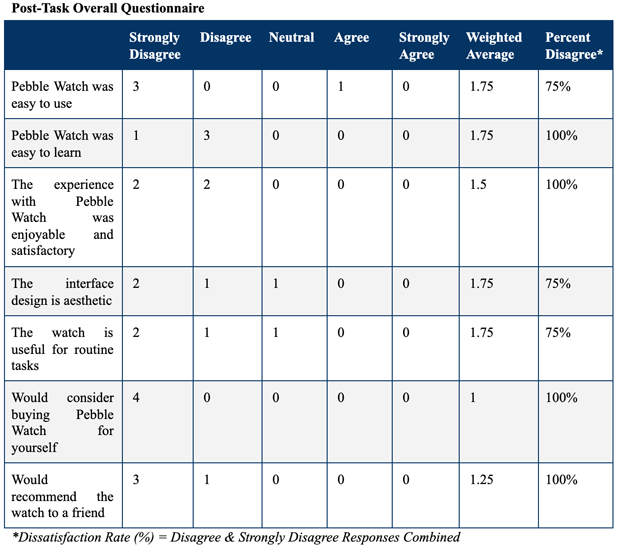 Post-Task Overall Questionnaire
Strongly Disagree Disagree Neutral Agree Strongly Agree Weighted Average Percent Disagree*
Pebble Watch was easy to use 3 0 0 1 0 1.75 75%
Pebble Watch was easy to learn 1 3 0 0 0 1.75 100%
The experience with Pebble Watch was enjoyable and satisfactory 2 2 0 0 0 1.5 100%
The interface design is aesthetic 2 1 1 0 0 1.75 75%
The watch is useful for routine tasks 2 1 1 0 0 1.75 75%
Would consider buying Pebble Watch for yourself 4 0 0 0 0 1 100%
Would recommend the watch to a friend 3 1 0 0 0 1.25 100%
*Dissatisfaction Rate (%) = Disagree & Strongly Disagree Responses Combined